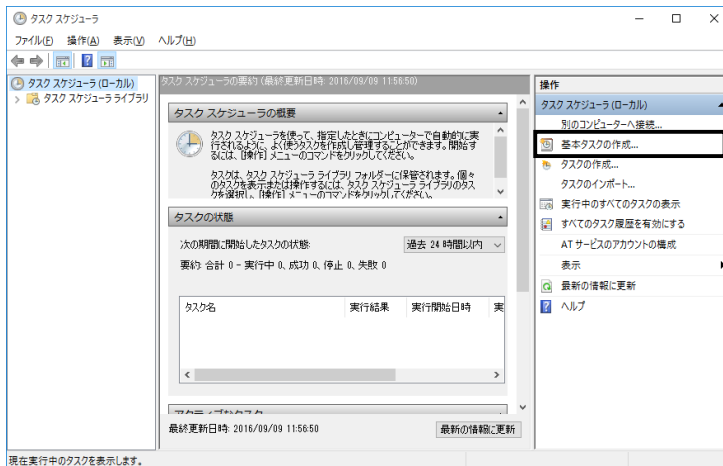 タスク スケジューラ
ファイル(F) 操作(A) 表示(V) ヘルプ(H)
タスク スケジューラ (ローカル)
タスク スケジューラ ライブラリ
タスク スケジューラの要約 (最終更新日時: 2016/09/09 11:56:50)
タスク スケジューラの概要
タスク スケジューラを使って、指定したときにコンピューターで自動的に実
行されるように、よく使うタスクを作成し管理することができます。開始す
るには、[操作] メニューのコマンドをクリックしてください。
タスクは、タスク スケジューラ ライブラリ フォルダーに保管されます。個々
のタスクを表示または操作するには、タスク スケジューラ ライブラリのタス
クを選択し、[操作] メニューのコマンドをクリックしてください。
タスクの状態
次の期間に開始したタスクの状態:
過去 24 時間以内
要約: 合計 0 - 実行中 0、成功 0、停止 0、失敗 0
タスク名 実行結果 実行開始日時 実
アクティブなタスク
最終更新日時: 2016/09/09 11:56:50
最新の情報に更新
操作
タスク スケジューラ (ローカル)
別のコンピューターへ接続...
基本タスクの作成...
タスクの作成...
タスクのインポート...
実行中のすべてのタスクの表示
すべてのタスク履歴を有効にする
AT サービスのアカウントの構成
表示
最新の情報に更新
ヘルプ
現在実行中のタスクを表示します。